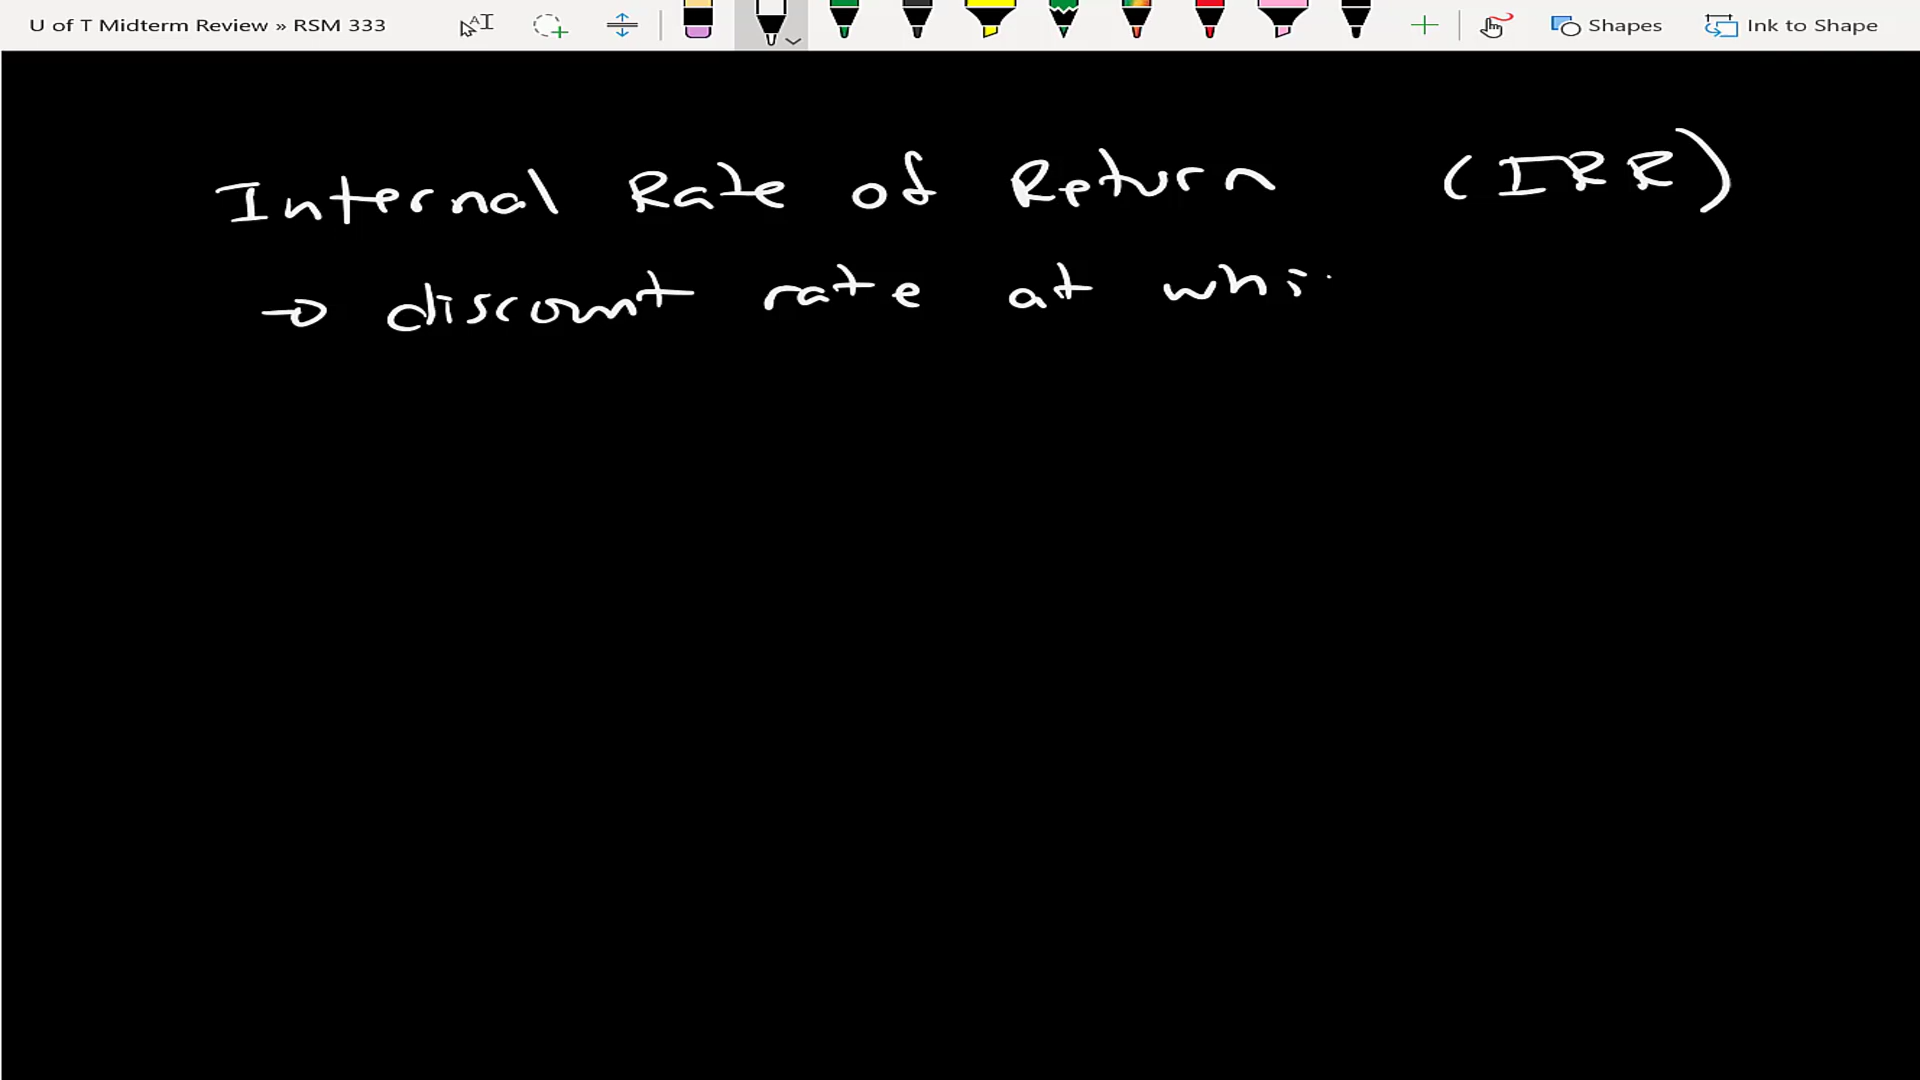 U of T Midterm Review » RSM 333
Shapes
Ink to Shape
Internal Rate of Return (IRR)
→ discount rate at whi